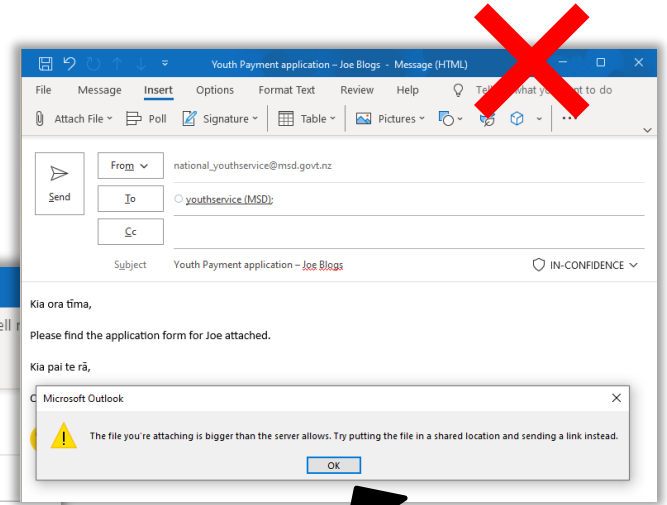 Youth Payment application – Joe Blogs - Message (HTML)
File Message Insert Options Format Text Review Help hat to do
Attach File Poll Signature Table Pictures
From national_youthservice@msd.govt.nz
Send To youthservice (MSD);
Cc
Subject Youth Payment application – Joe Blogs IN-CONFIDENCE
Kia ora tīma,
Please find the application form for Joe attached.
Kia pai te rā,
Microsoft Outlook
The file you're attaching is bigger than the server allows. Try putting the file in a shared location and sending a link instead.
OK